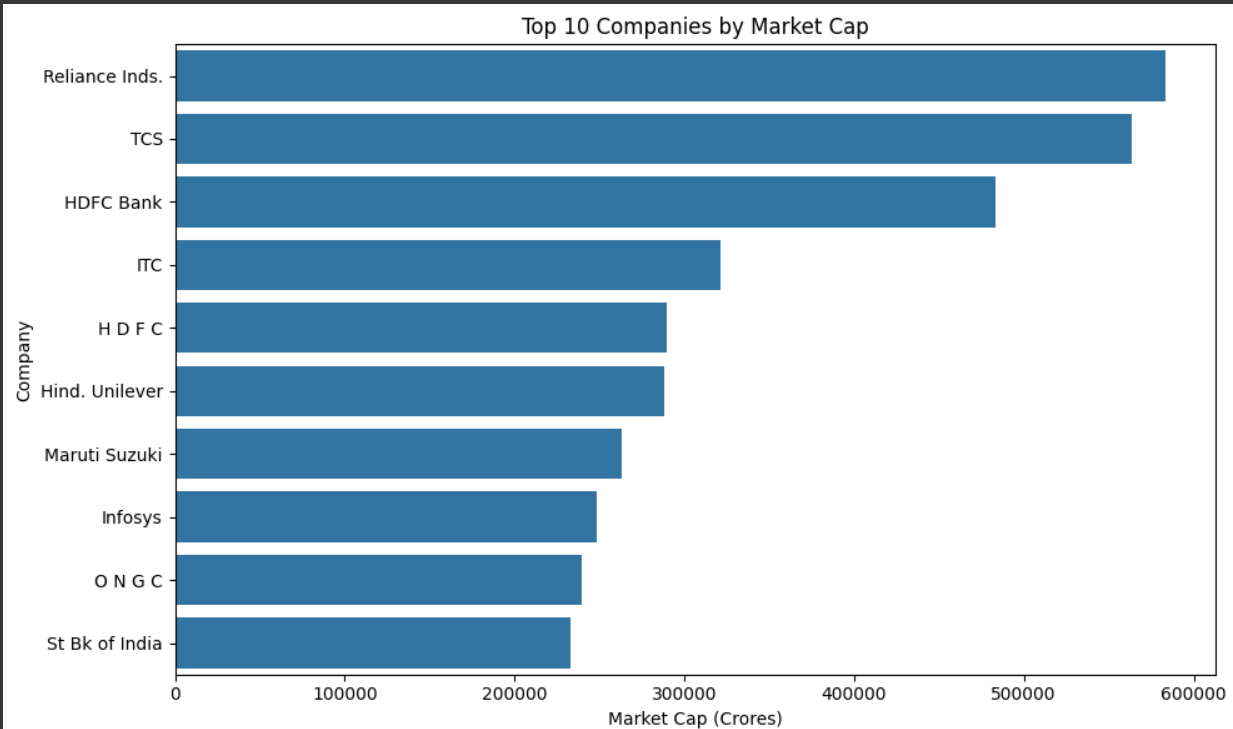 Top 10 Companies by Market Cap
Company
Reliance Inds.
TCS
HDFC Bank
ITC
H D F C
Hind. Unilever
Maruti Suzuki
Infosys
O N G C
St Bk of India
0 100000 200000 300000 400000 500000 600000
Market Cap (Crores)